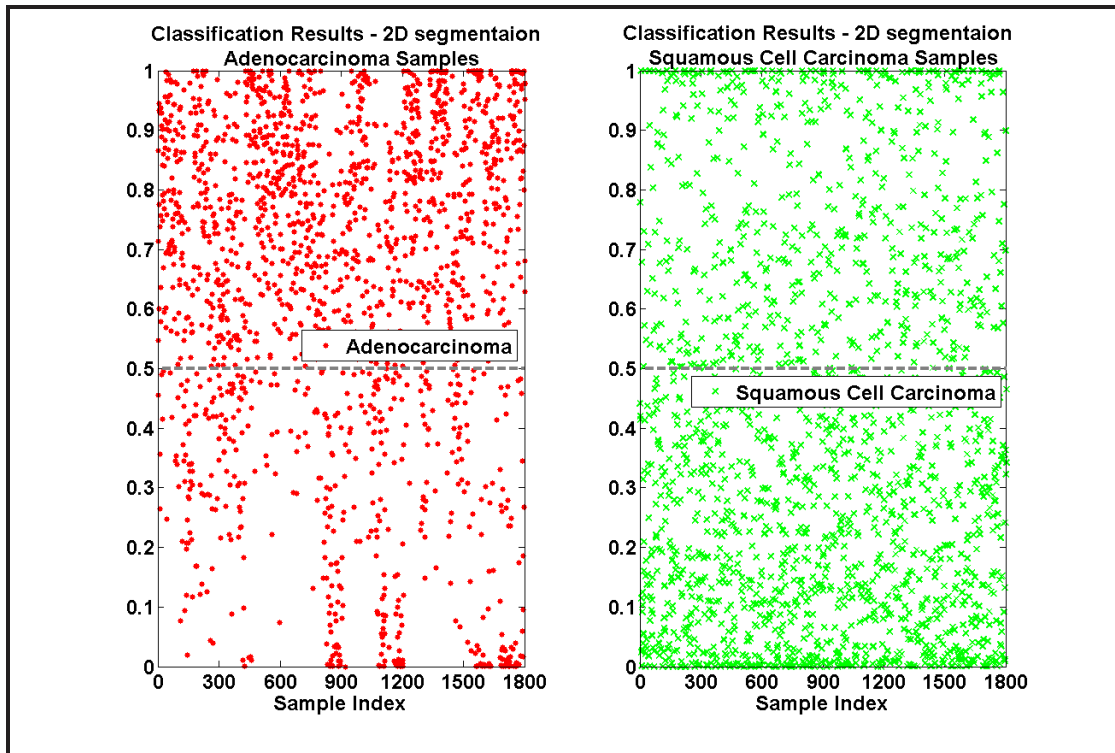 Classification Results - 2D segmentaion
Adenocarcinoma Samples
1
0.9
0.8
0.7
0.6
0.5
0.4
0.3
0.2
0.1
0
Adenocarcinoma
0 300 600 900 1200 1500 1800
Sample Index
Classification Results - 2D segmentaion
Squamous Cell Carcinoma Samples
1
0.9
0.8
0.7
0.6
0.5
0.4
0.3
0.2
0.1
0
Squamous Cell Carcinoma
0 300 600 900 1200 1500 1800
Sample Index